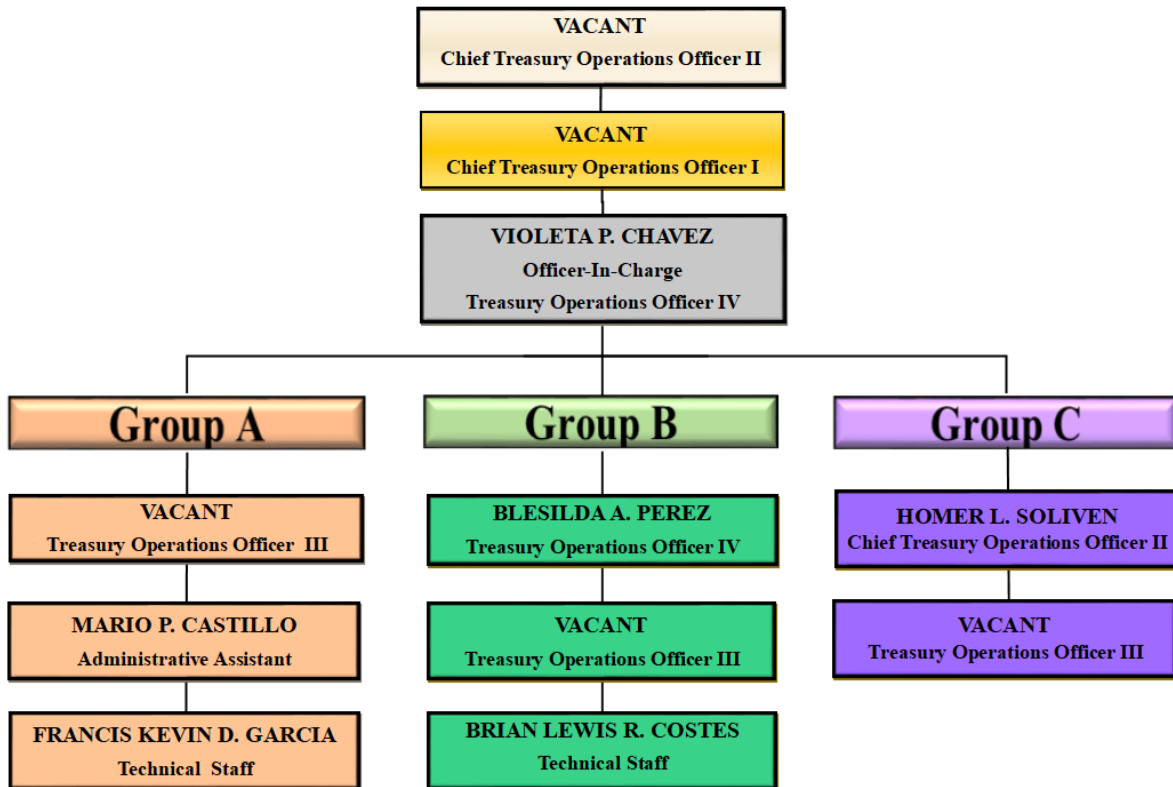 VACANT
Chief Treasury Operations Officer II
VACANT
Chief Treasury Operations Officer I
VIOLETA P. CHAVEZ
Officer-In-Charge
Treasury Operations Officer IV
Group A
VACANT
Treasury Operations Officer III
MARIO P. CASTILLO
Administrative Assistant
FRANCIS KEVIN D. GARCIA
Technical Staff
Group B
BLESILDA A. PEREZ
Treasury Operations Officer IV
VACANT
Treasury Operations Officer III
BRIAN LEWIS R. COSTES
Technical Staff
Group C
HOMER L. SOLIVEN
Chief Treasury Operations Officer II
VACANT
Treasury Operations Officer III